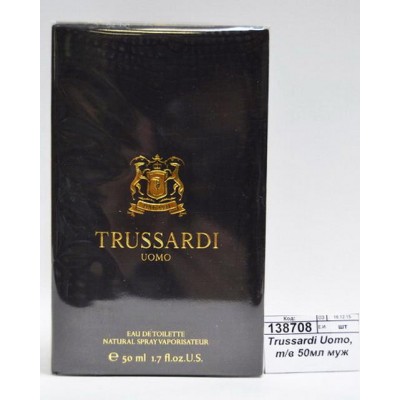 TRUSSARDI
UOMO
EAU DE TOILETTE
NATURAL SPRAY VAPORISATEUR
e 50 ml 1.7 fl.oz.U.S.
Код:
138708
шт
Trussardi Uomo,
т/в 50мл муж